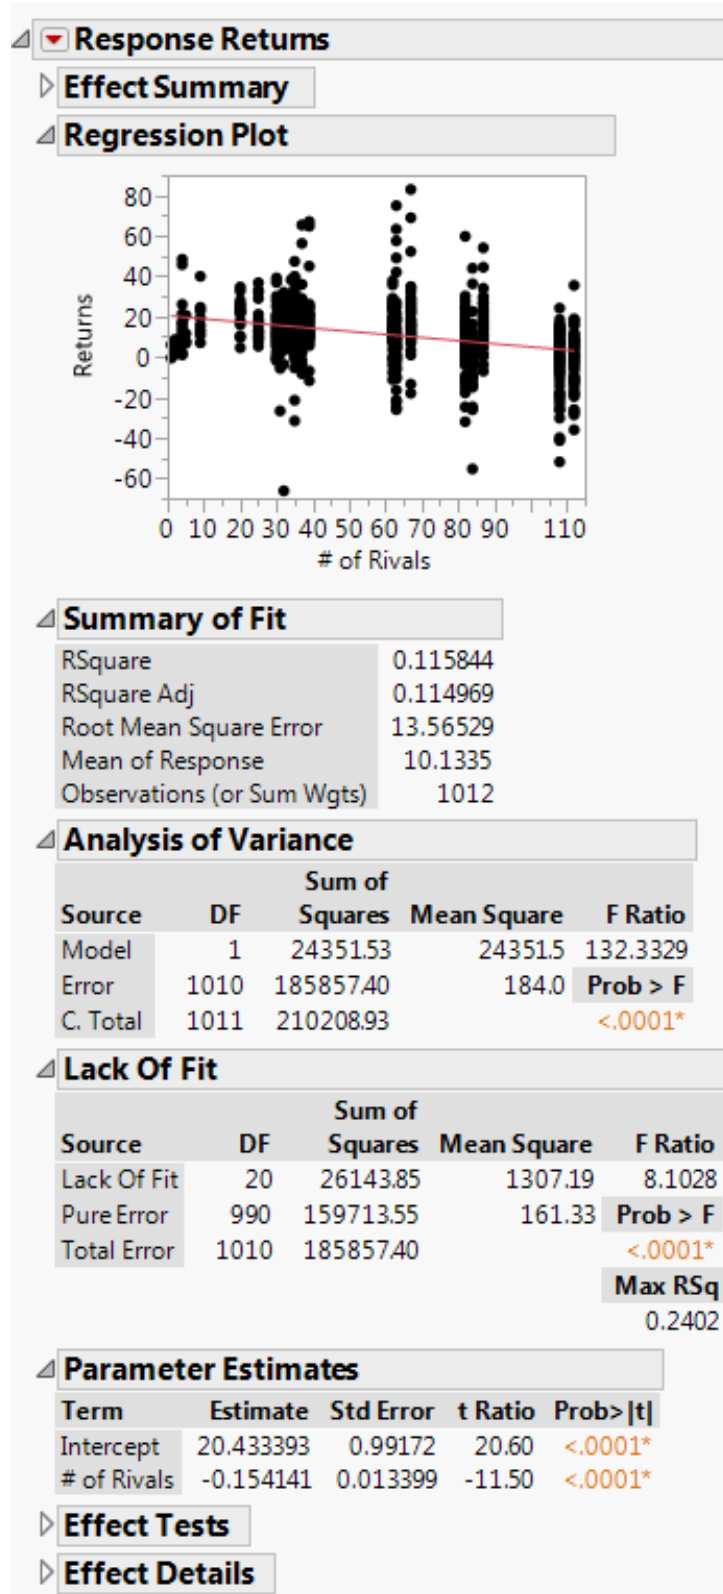 Response Returns
Effect Summary
Regression Plot
80
60
40
20
0
-20
-40
-60
Returns
0 10 20 30 40 50 60 70 80 90 110
# of Rivals
Summary of Fit
RSquare 0.115844
RSquare Adj 0.114969
Root Mean Square Error 13.56529
Mean of Response 10.1335
Observations (or Sum Wgts) 1012
Analysis of Variance
Sum of
Source DF Squares Mean Square F Ratio
Model 1 24351.53 24351.5 132.3329
Error 1010 185857.40 184.0 Prob > F
C. Total 1011 210208.93 <.0001*
Lack Of Fit
Sum of
Source DF Squares Mean Square F Ratio
Lack Of Fit 20 26143.85 1307.19 8.1028
Pure Error 990 159713.55 161.33 Prob > F
Total Error 1010 185857.40 <.0001*
Max RSq
0.2402
Parameter Estimates
Term Estimate Std Error t Ratio Prob>|t|
Intercept 20.433393 0.99172 20.60 <.0001*
# of Rivals -0.154141 0.013399 -11.50 <.0001*
Effect Tests
Effect Details